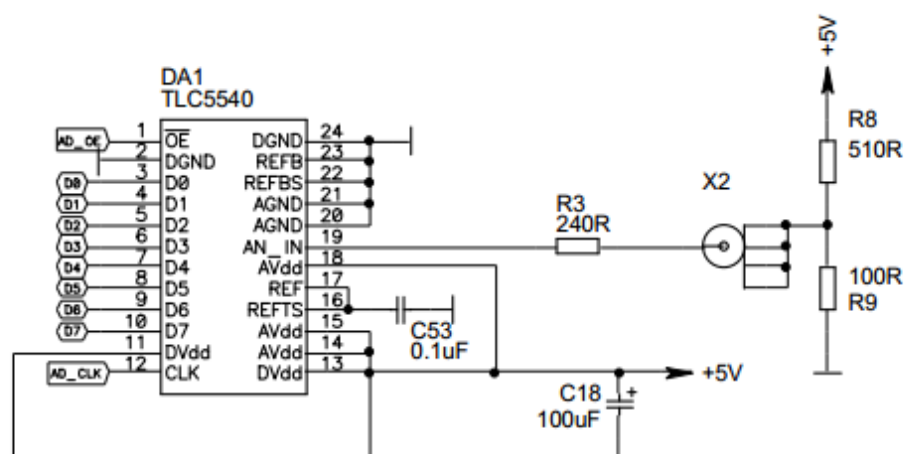 +5V
DA1
TLC5540
R8
510R
X2
R3
240R
100R
R9
AD_OE 1 OE DGND 24
2 DGND REFB 23
D0 3 D0 REFBS 22
D1 4 D1 AGND 21
D2 5 D2 AGND 20
D3 6 D3 AN_IN 19
D4 7 D4 AVdd 18
D5 8 D5 REF 17
D6 9 D6 REFTS 16
D7 10 D7 AVdd 15
11 DVdd AVdd 14
AD_CLK 12 CLK DVdd 13
C53
0.1uF
+5V
C18
+
100uF